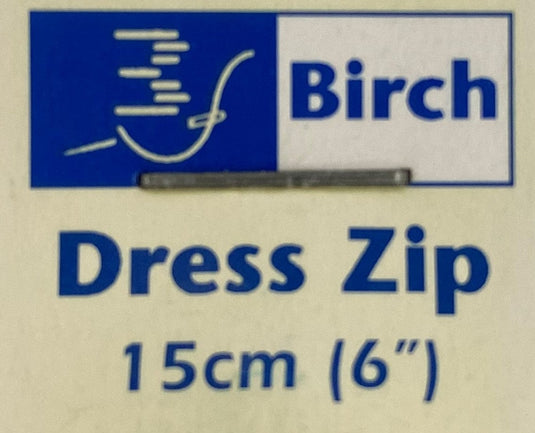 Birch
Dress Zip
15cm (6″)